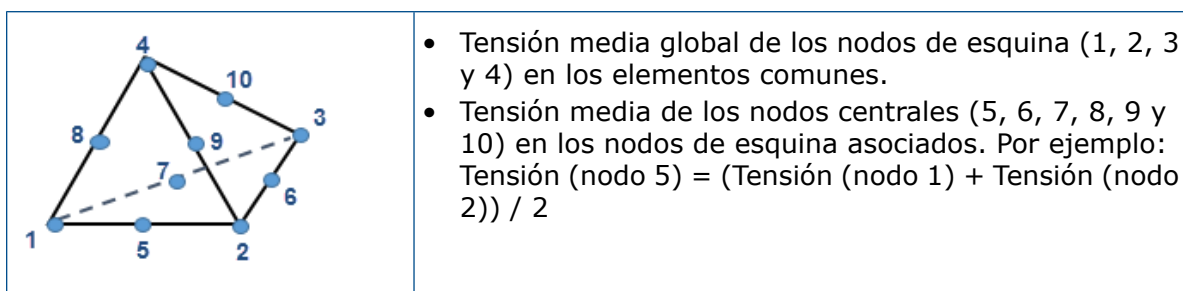 4
10
3
8
9
7
6
1
5
2
• Tensión media global de los nodos de esquina (1, 2, 3
y 4) en los elementos comunes.
• Tensión media de los nodos centrales (5, 6, 7, 8, 9 y
10) en los nodos de esquina asociados. Por ejemplo:
Tensión (nodo 5) = (Tensión (nodo 1) + Tensión (nodo
2)) / 2